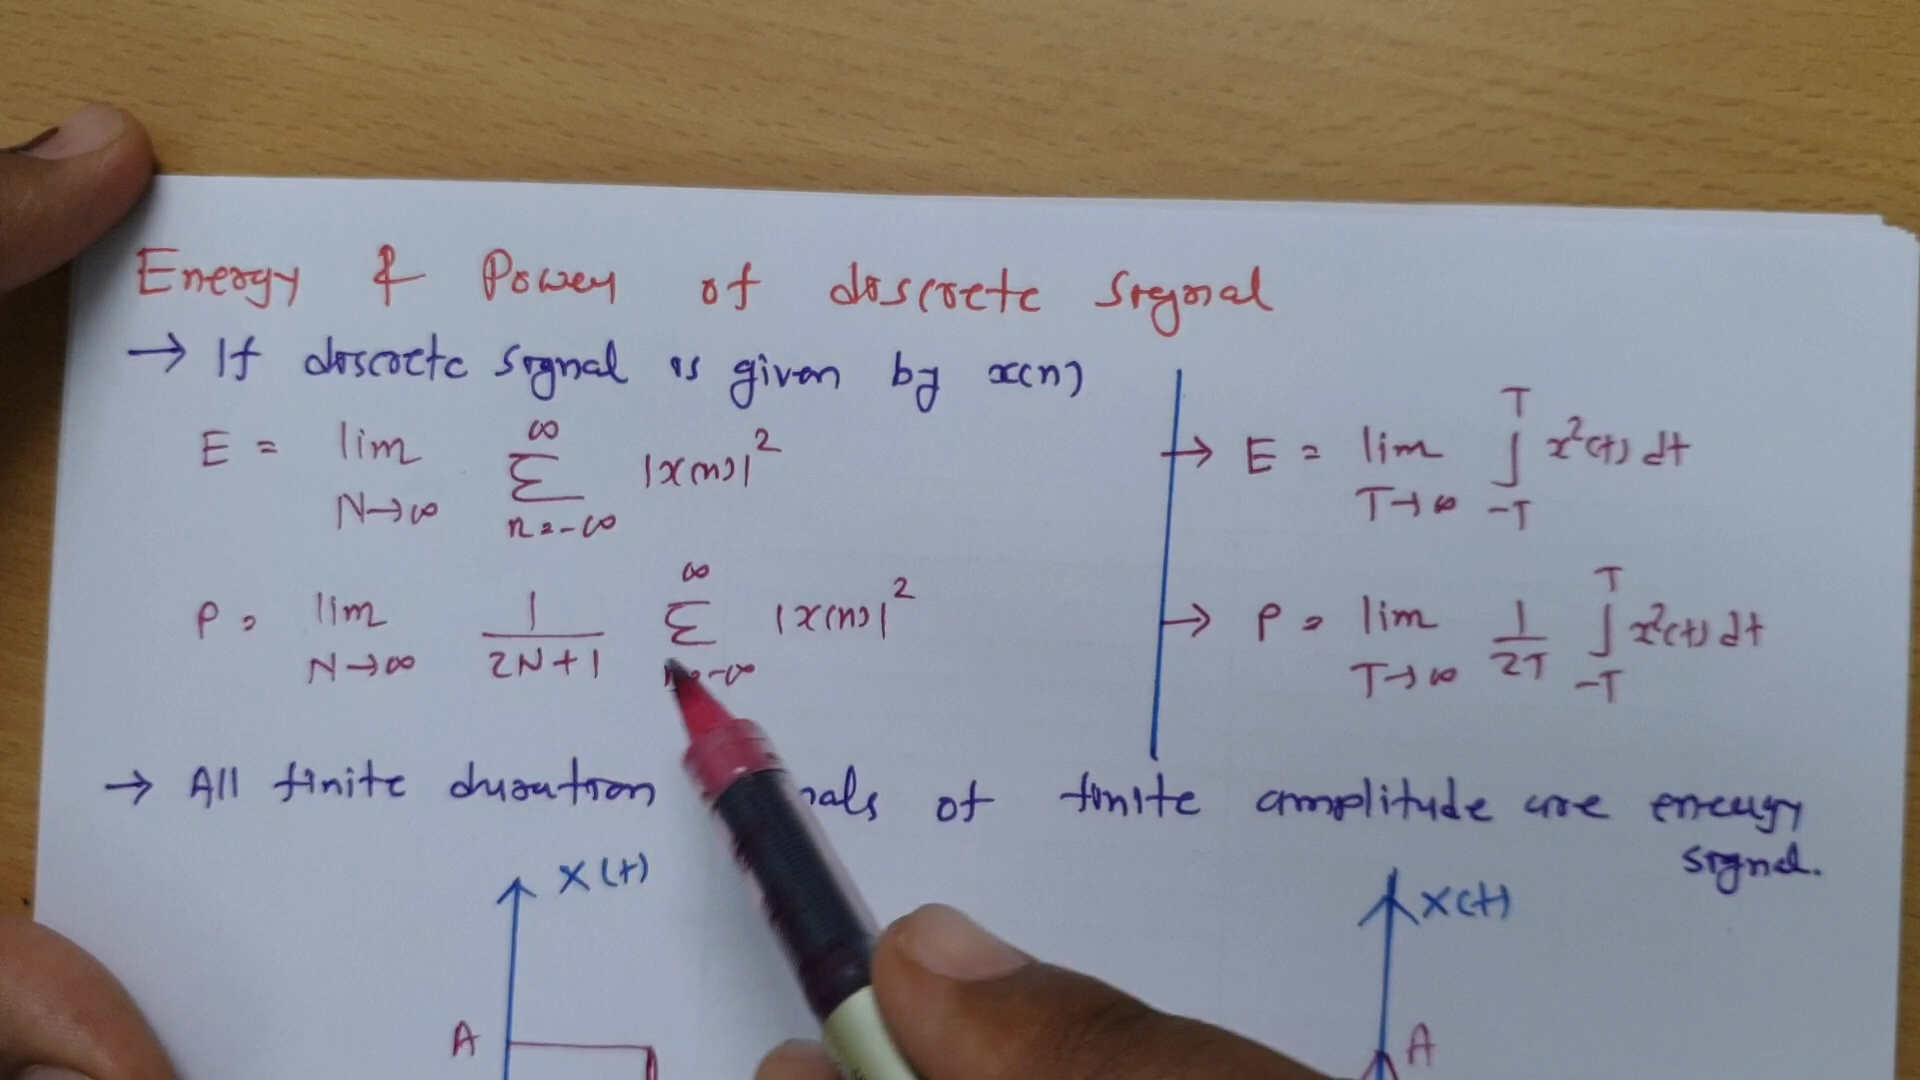 Energy & Power of discrete signal
→ If discrete signal is given by x(n)
E = lim N→∞ ∞ Σ n=-∞ |x(n)|²
P = lim N→∞ 1/2N+1 ∞ Σ n=-∞ |x(n)|²
→ E = lim T→∞ T ∫ -T x²(t) dt
→ P = lim T→∞ 1/2T T ∫ -T x²(t) dt
→ All finite duration nals of finite amplitude are energy
signal.
x(t)
A
x(t)
A